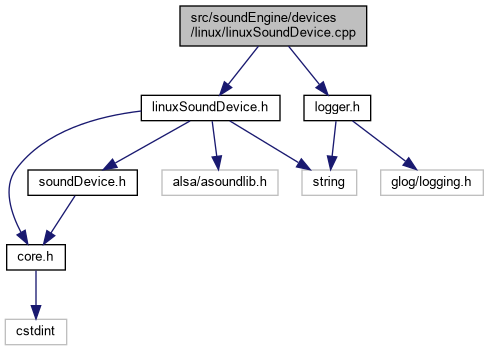 src/soundEngine/devices
/linux/linuxSoundDevice.cpp
linuxSoundDevice.h
logger.h
soundDevice.h
alsa/asoundlib.h
string
glog/logging.h
core.h
cstdint